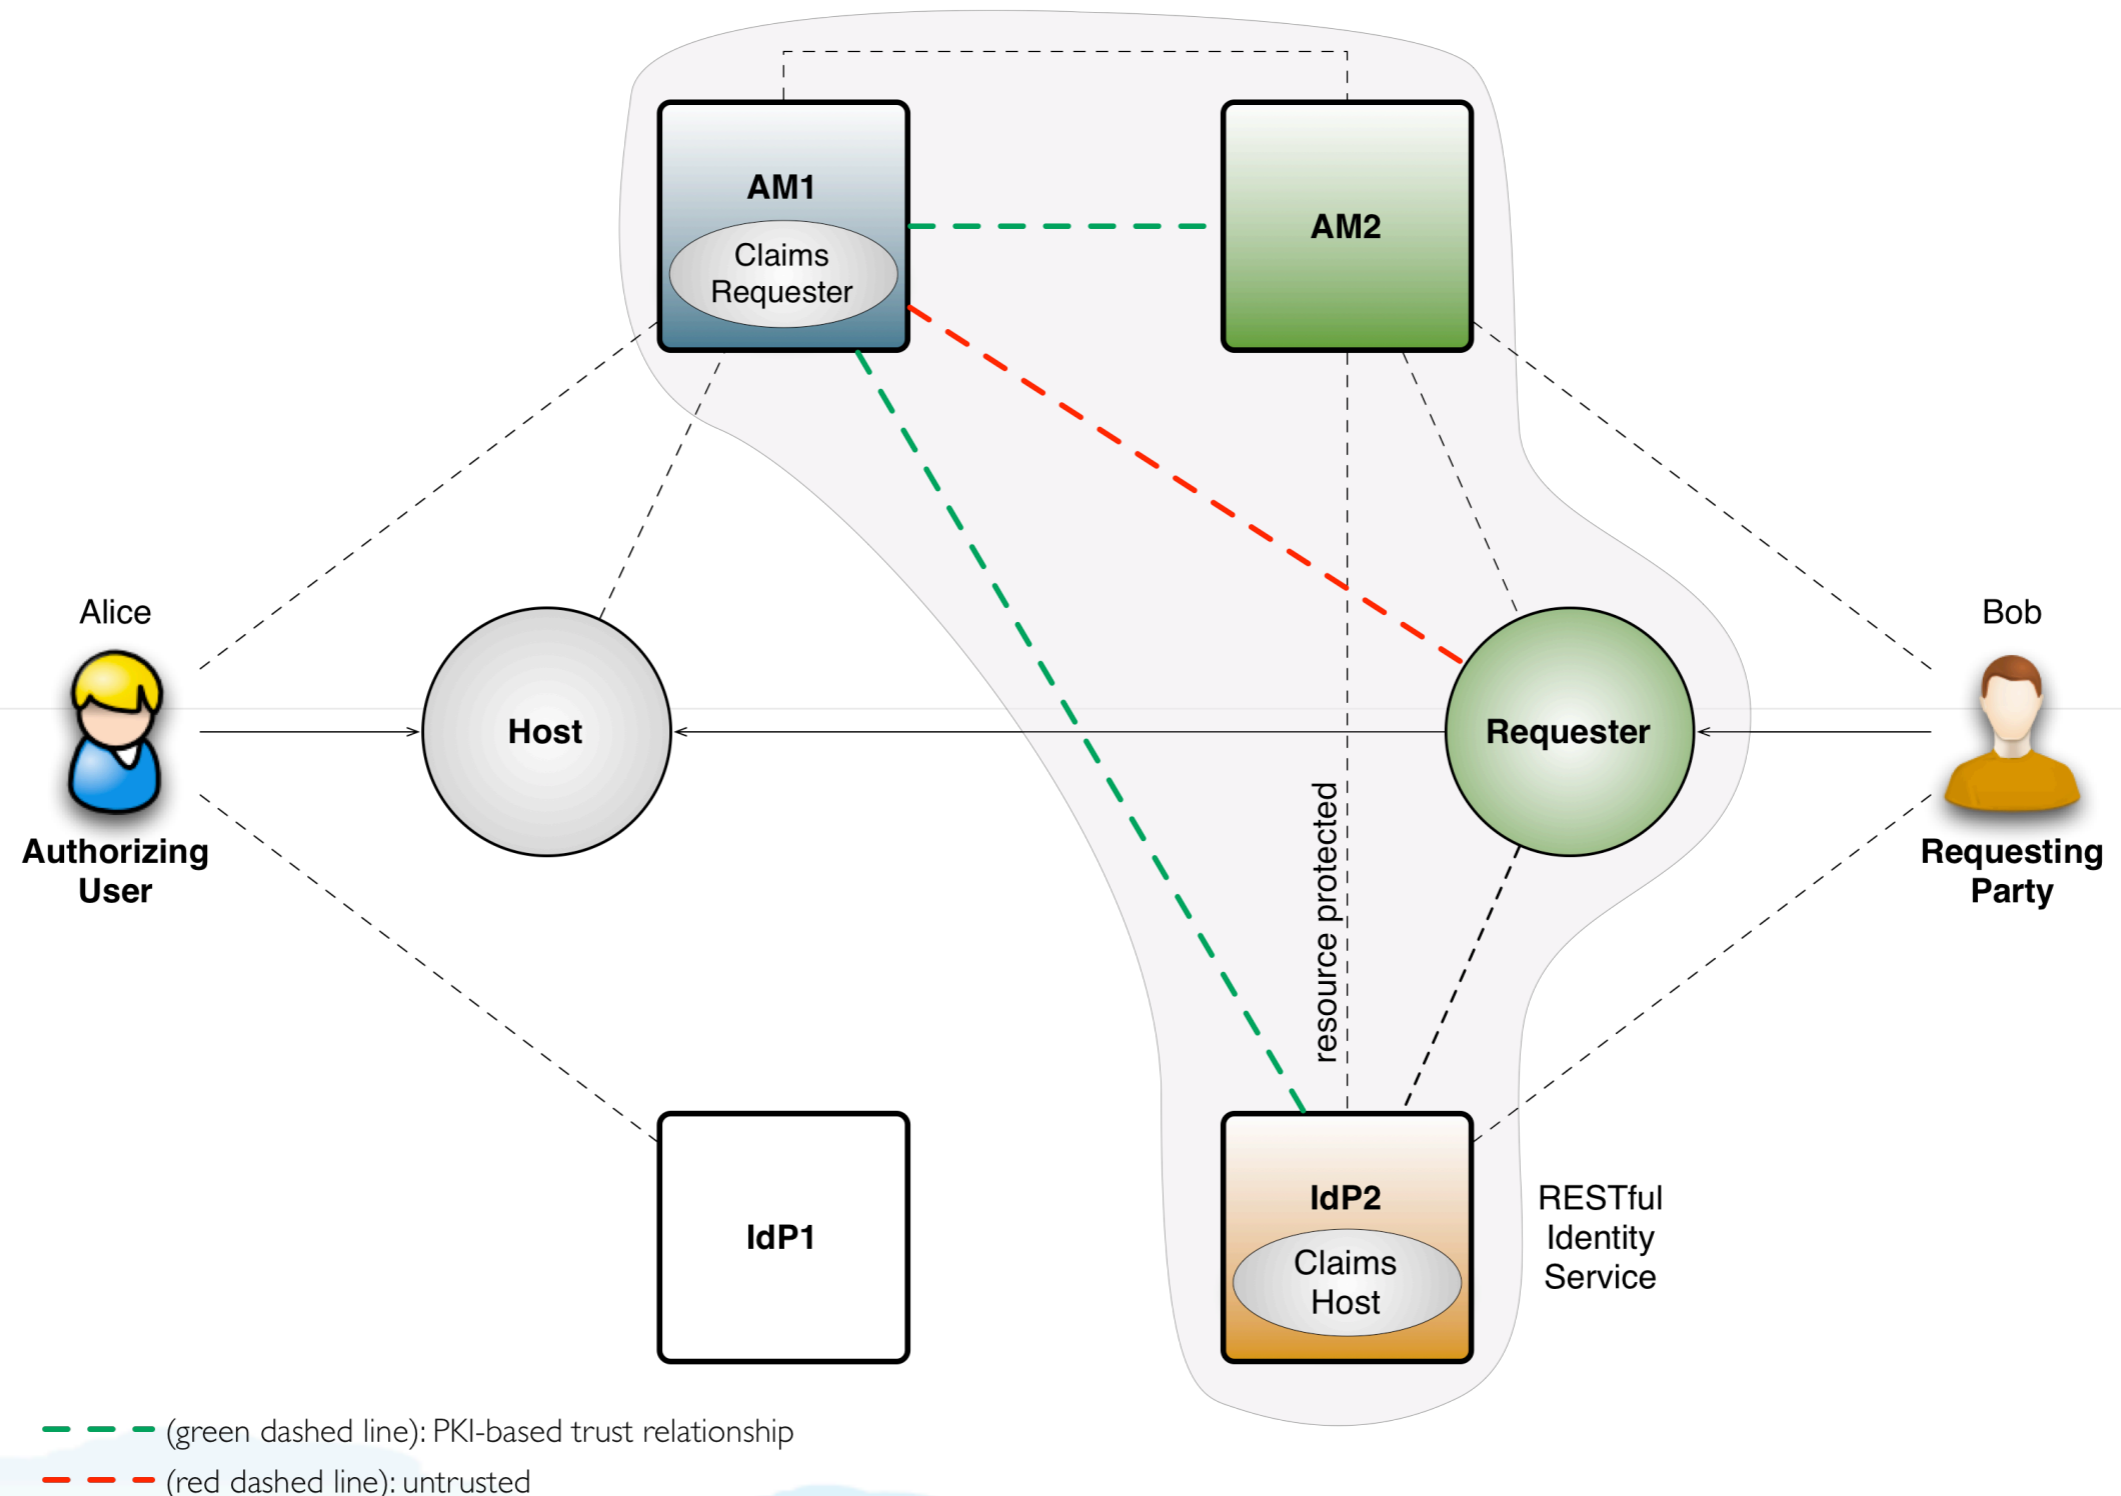 AM1
Claims
Requester
AM2
Alice
Bob
Host
Requester
Authorizing
User
Requesting
Party
resource protected
IdP1
IdP2
Claims
Host
RESTful
Identity
Service
(green dashed line): PKI-based trust relationship
(red dashed line): untrusted